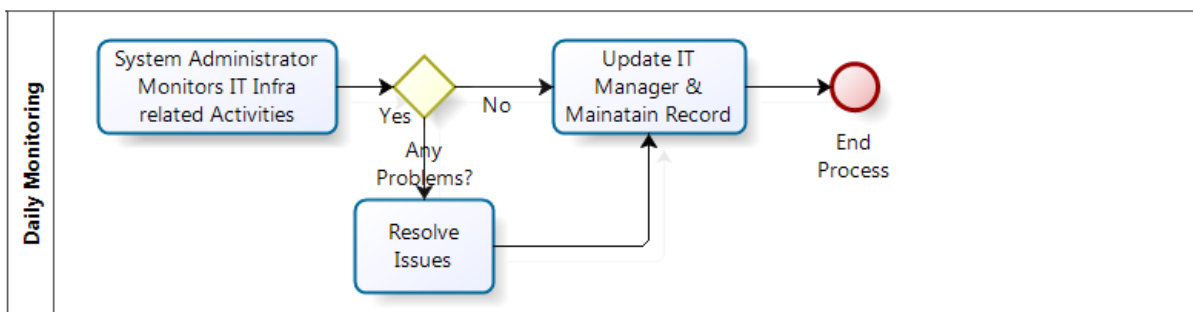 Daily Monitoring
System Administrator
Monitors IT Infra
related Activities
Yes
No
Any
Problems?
Resolve
Issues
Update IT
Manager &
Mainatain Record
End
Process